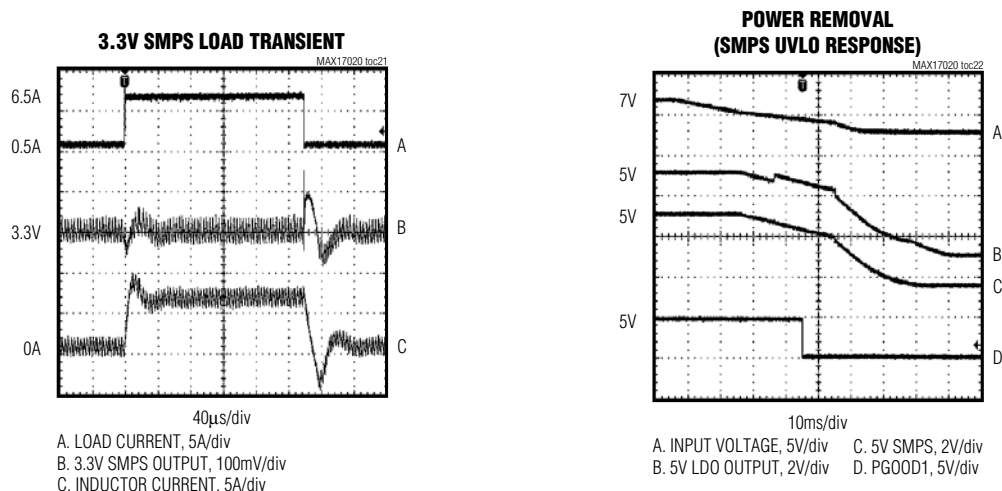 3.3V SMPS LOAD TRANSIENT
MAX17020 toc21
6.5A
0.5A
A
3.3V
B
0A
C
40µs/div
A. LOAD CURRENT, 5A/div
B. 3.3V SMPS OUTPUT, 100mV/div
C. INDUCTOR CURRENT, 5A/div
POWER REMOVAL
(SMPS UVLO RESPONSE)
MAX17020 toc22
7V
A
5V
5V
B
C
5V
D
10ms/div
A. INPUT VOLTAGE, 5V/div C. 5V SMPS, 2V/div
B. 5V LDO OUTPUT, 2V/div D. PGOOD1, 5V/div